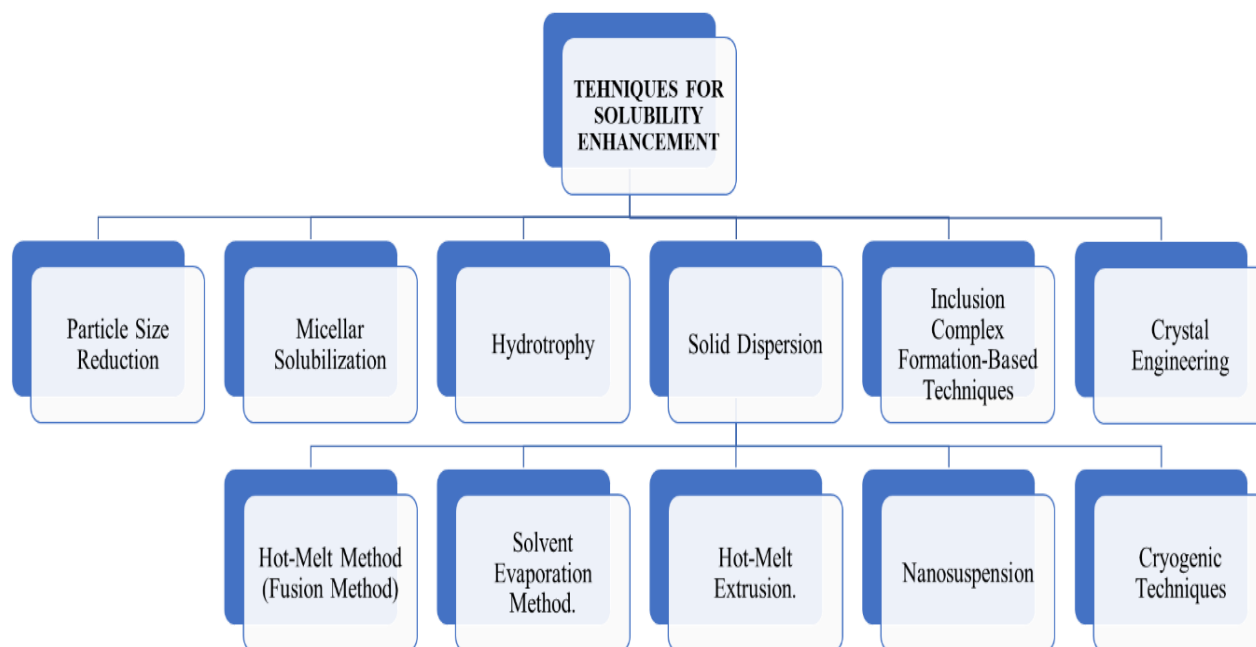 TEHNIQUES FOR
SOLUBILITY
ENHANCEMENT
Particle Size
Reduction
Micellar
Solubilization
Hydrotrophy
Solid Dispersion
Inclusion
Complex
Formation-Based
Techniques
Crystal
Engineering
Hot-Melt Method
(Fusion Method)
Solvent
Evaporation
Method.
Hot-Melt
Extrusion.
Nanosuspension
Cryogenic
Techniques